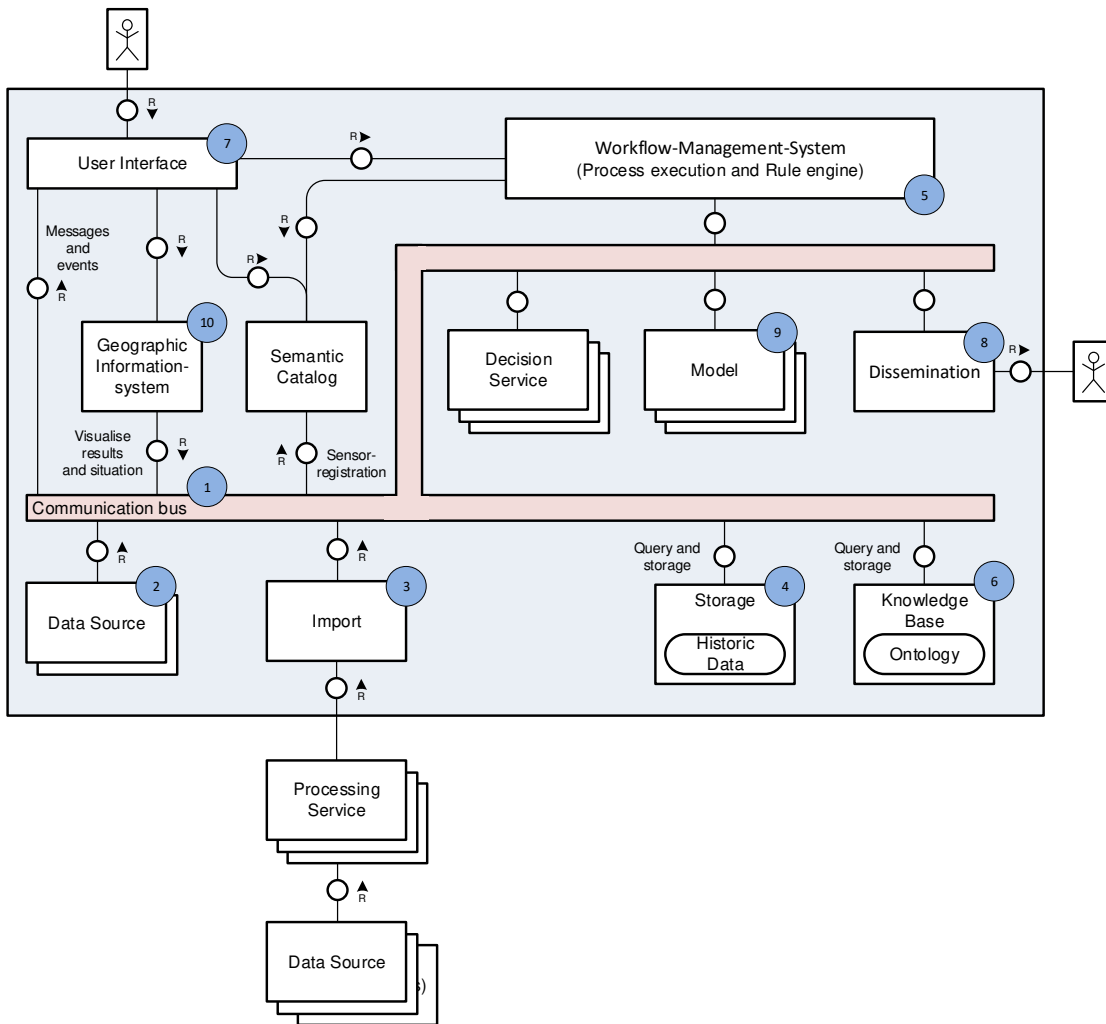 R
7
User Interface
R
Workflow-Management-System
(Process execution and Rule engine)
5
Messages
and
events
R
R
R
R
10
Geographic
Information-
system
Semantic
Catalog
Decision
Service
9
Model
8
Dissemination
R
Visualise
results
and situation
R
R
Sensor-
registration
1
Communication bus
R
R
Query and
storage
Query and
storage
2
Data Source
3
Import
4
Storage
Historic
Data
6
Knowledge
Base
Ontology
R
Processing
Service
R
Data Source
s)